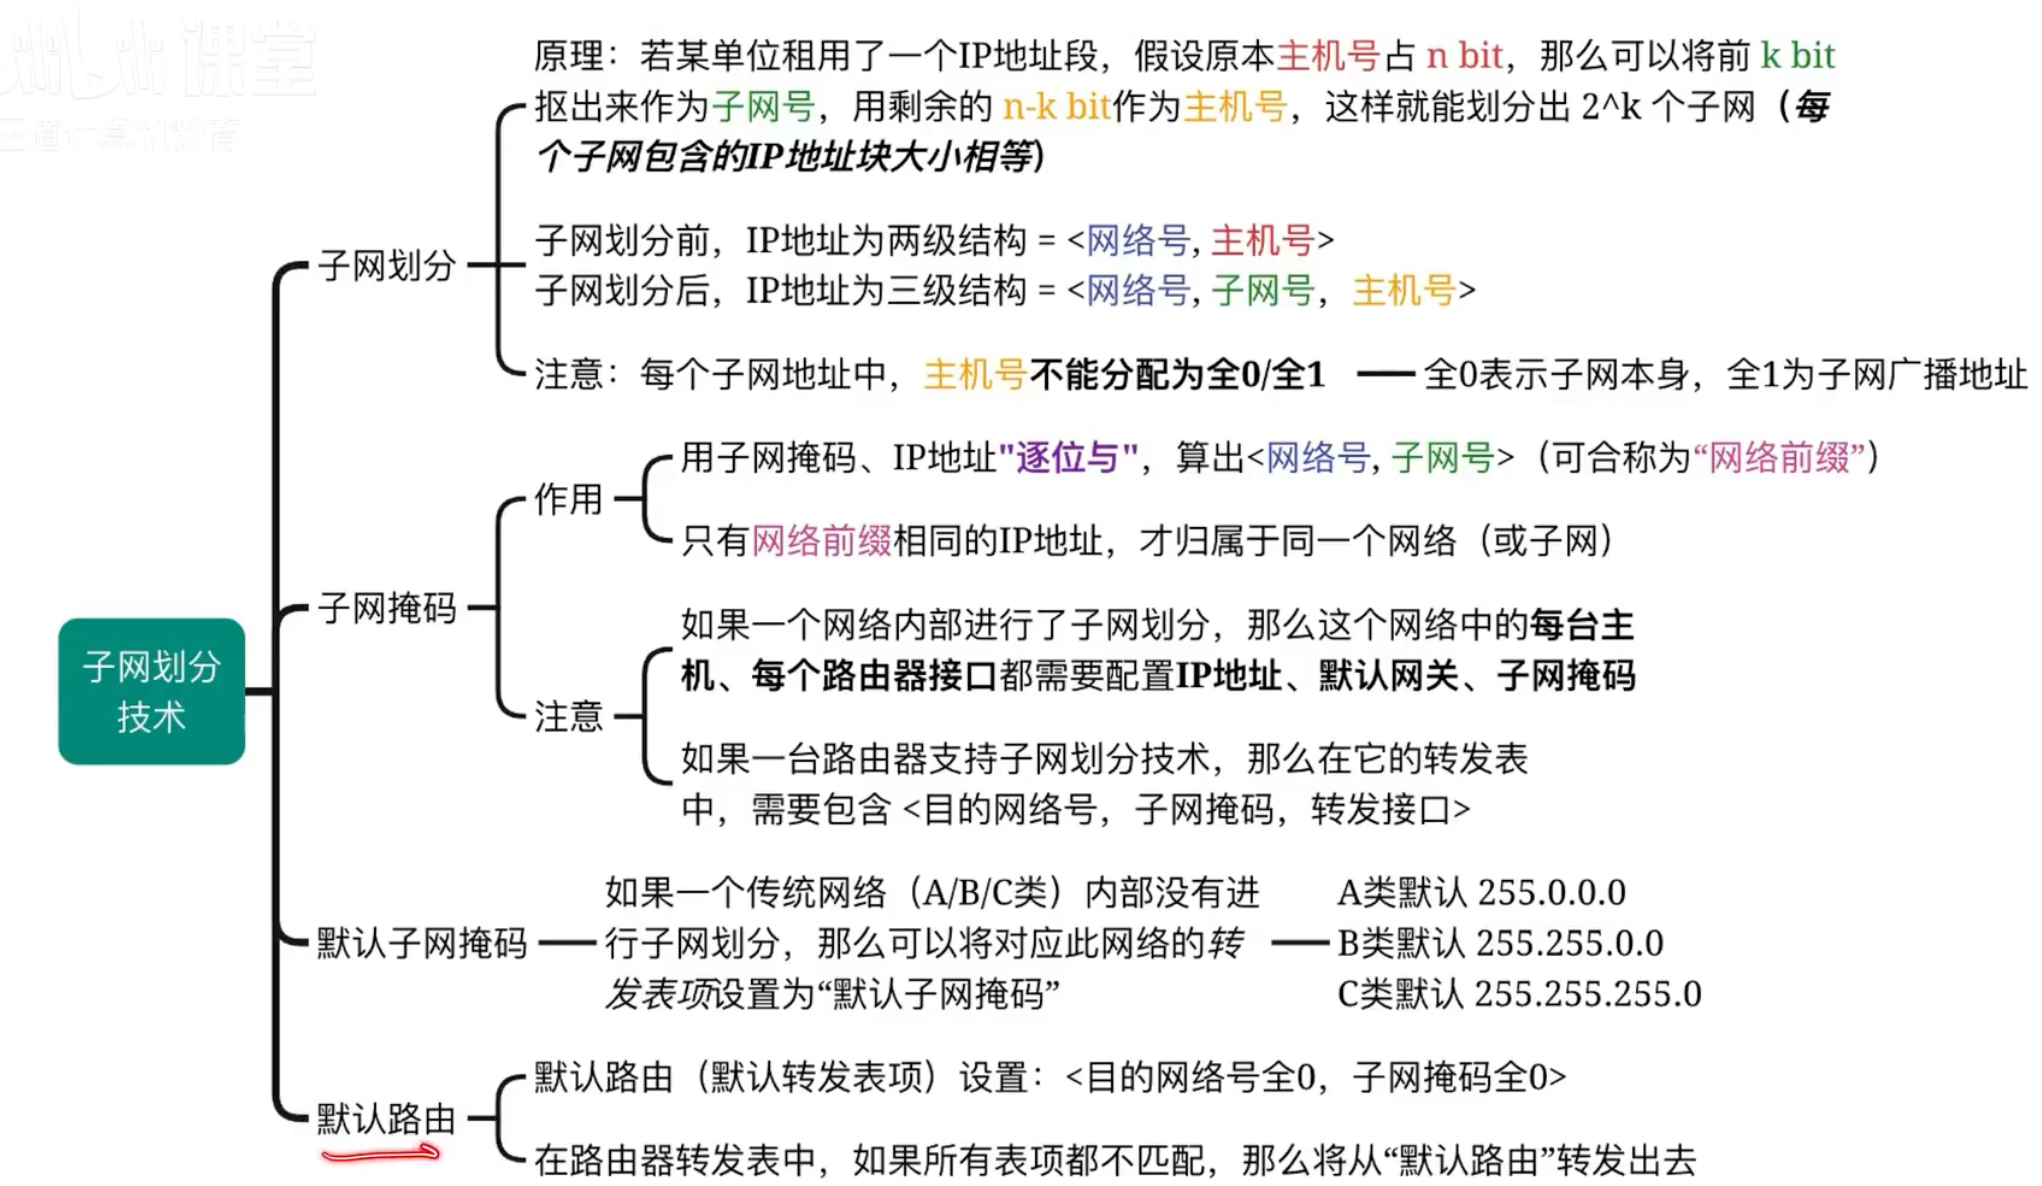 课堂
王道计算机教育
原理：若某单位租用了一个IP地址段，假设原本主机号占 n bit，那么可以将前 k bit
抠出来作为子网号，用剩余的 n-k bit作为主机号，这样就能划分出 2^k 个子网（每
个子网包含的IP地址块大小相等）
子网划分
子网划分前，IP地址为两级结构 = <网络号, 主机号>
子网划分后，IP地址为三级结构 = <网络号, 子网号，主机号>
注意：每个子网地址中，主机号不能分配为全0/全1
全0表示子网本身，全1为子网广播地址
子网划分
技术
子网掩码
作用
用子网掩码、IP地址"逐位与"，算出<网络号, 子网号>（可合称为“网络前缀”）
只有网络前缀相同的IP地址，才归属于同一个网络（或子网）
注意
如果一个网络内部进行了子网划分，那么这个网络中的每台主
机、每个路由器接口都需要配置IP地址、默认网关、子网掩码
如果一台路由器支持子网划分技术，那么在它的转发表
中，需要包含 <目的网络号，子网掩码，转发接口>
默认子网掩码
如果一个传统网络（A/B/C类）内部没有进
行子网划分，那么可以将对应此网络的转
发表项设置为“默认子网掩码”
A类默认 255.0.0.0
B类默认 255.255.0.0
C类默认 255.255.255.0
默认路由
默认路由（默认转发表项）设置：<目的网络号全0，子网掩码全0>
在路由器转发表中，如果所有表项都不匹配，那么将从“默认路由”转发出去